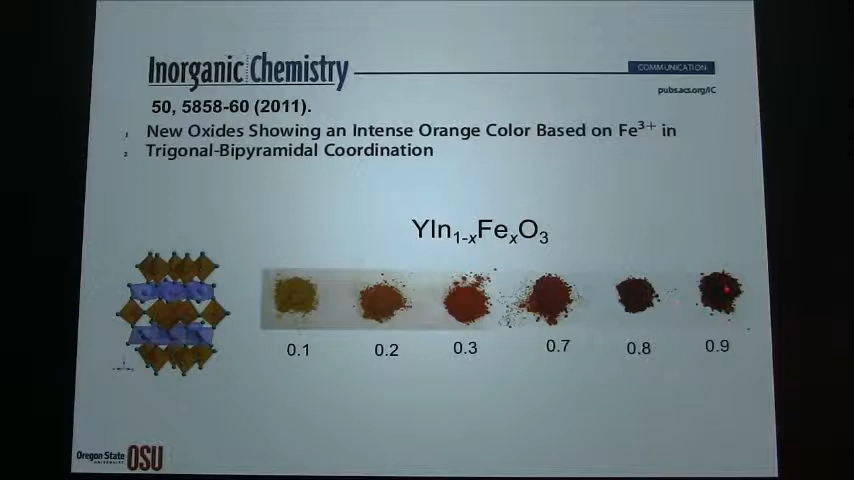 Inorganic Chemistry
COMMUNICATION
pubs.acs.org/IC
50, 5858-60 (2011).
1 New Oxides Showing an Intense Orange Color Based on Fe³⁺ in
2 Trigonal-Bipyramidal Coordination
YIn₁₋ₓFeₓO₃
0.1 0.2 0.3 0.7 0.8 0.9
Oregon State OSU
UNIVERSITY